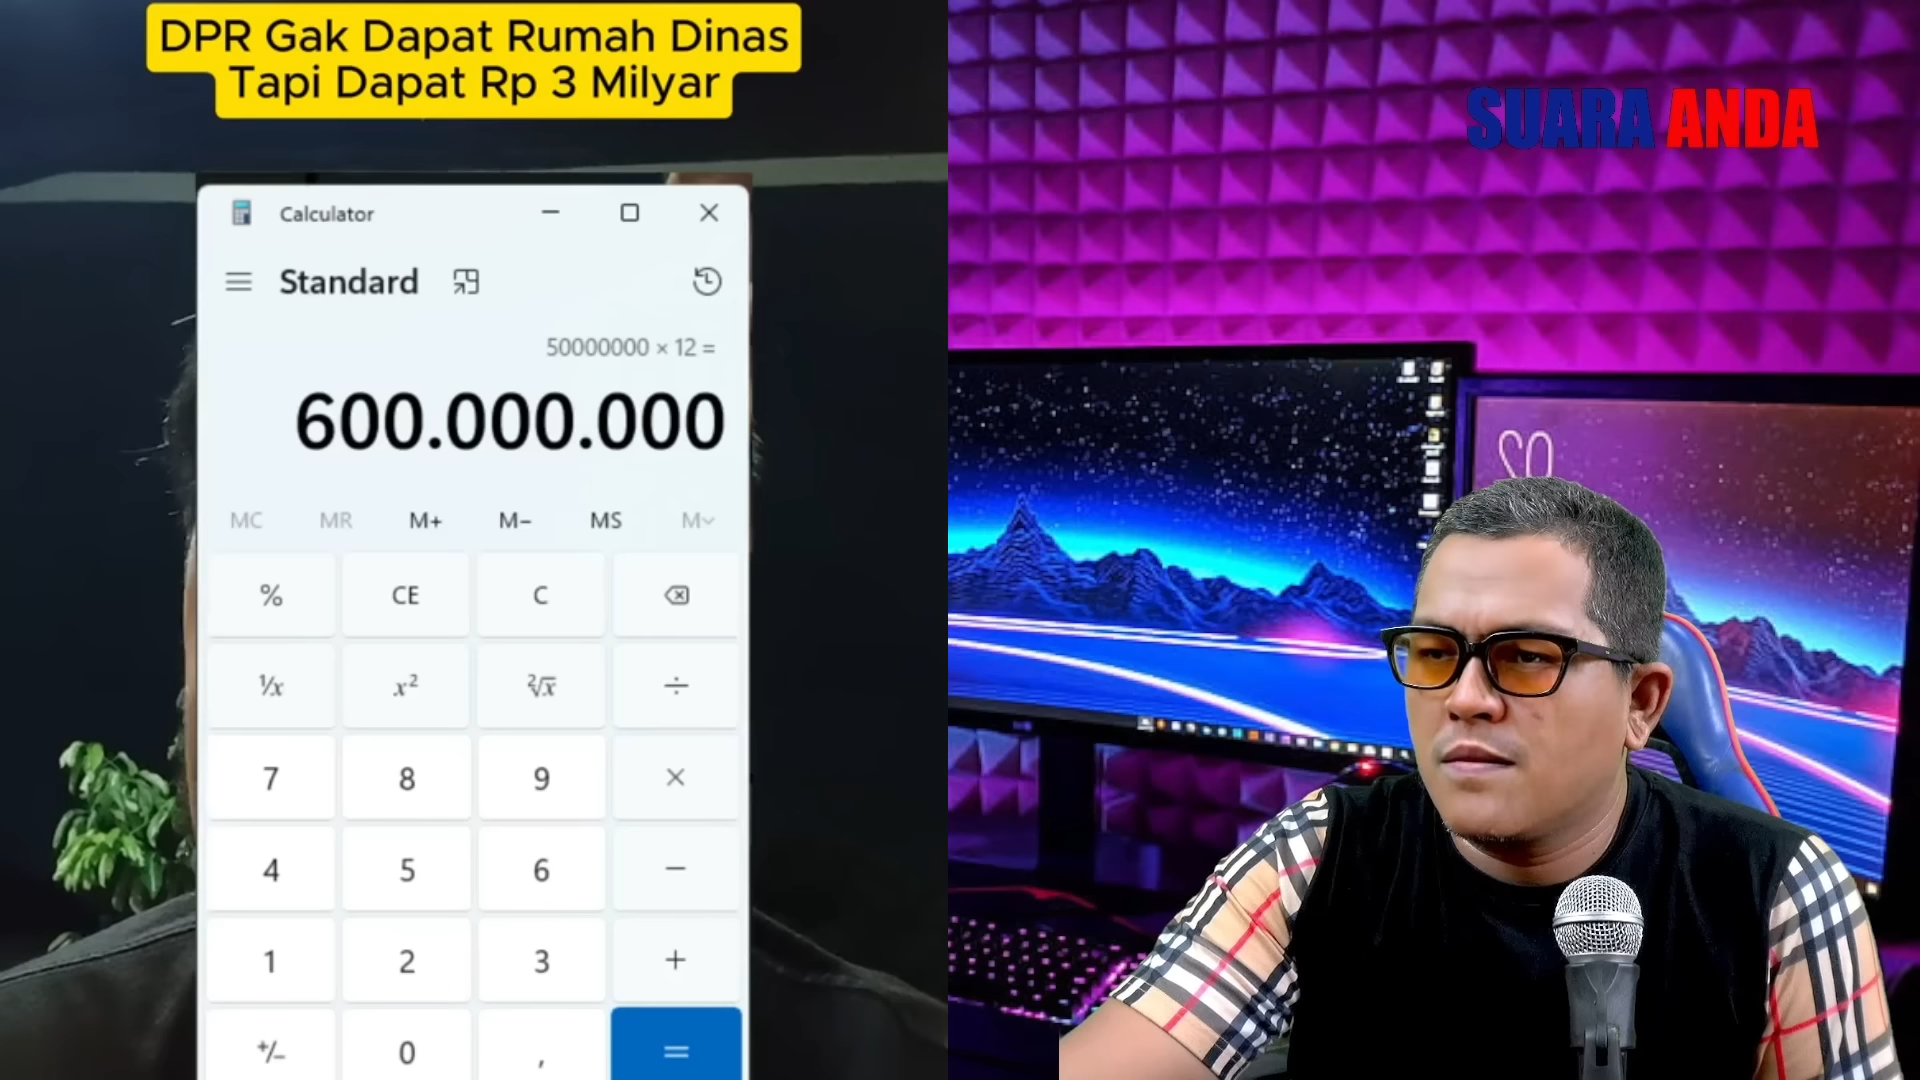 DPR Gak Dapat Rumah Dinas
Tapi Dapat Rp 3 Milyar
SUARA ANDA
Calculator
Standard
50000000 × 12 =
600.000.000
MC MR M+ M− MS M
% CE C
¹/x x² ²√x ÷
7 8 9 ×
4 5 6 −
1 2 3 +
+/− 0 , =